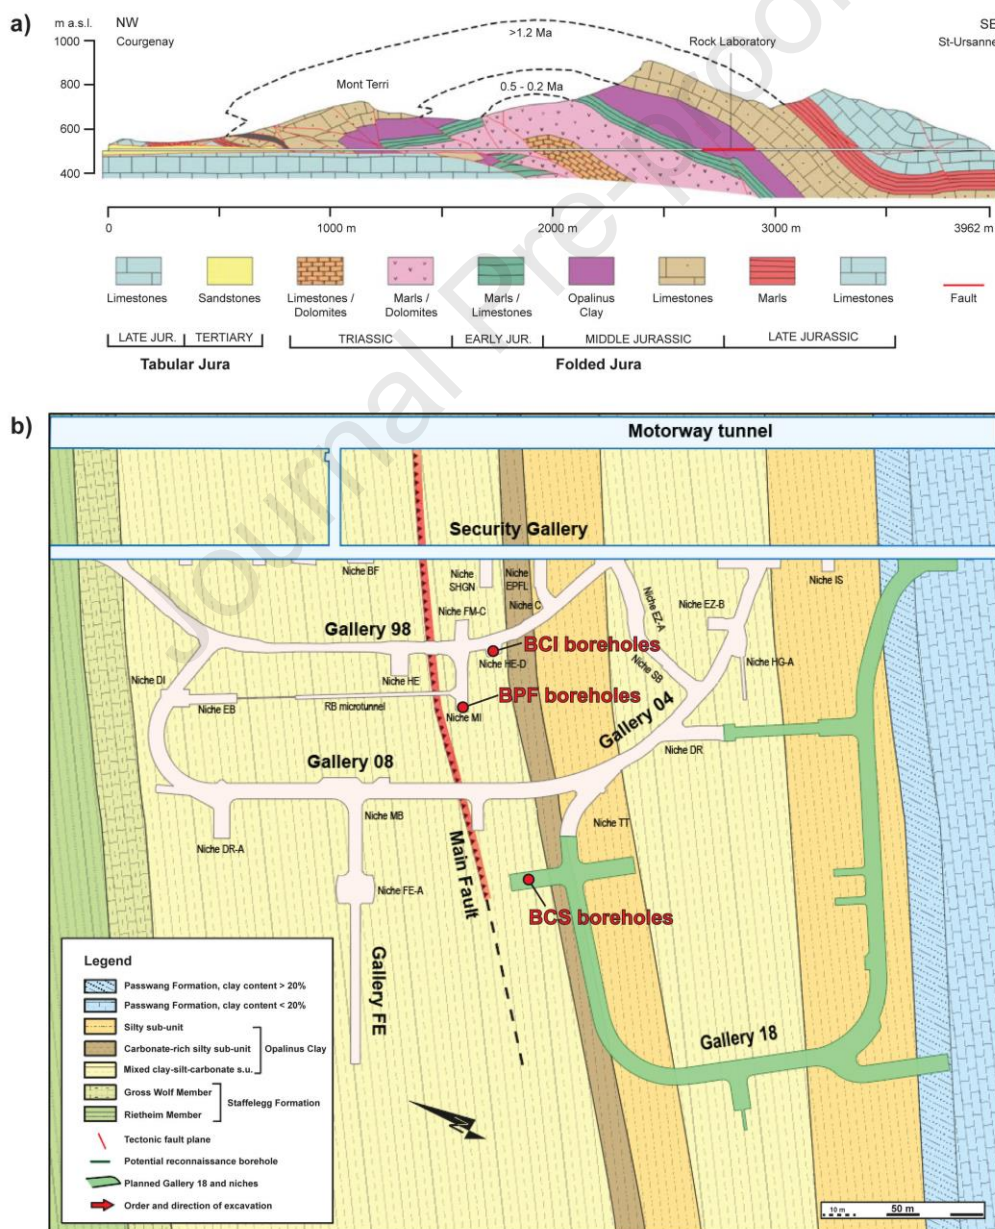 a)
m a.s.l.
NW
Courgenay
SE
St-Ursanne
1000
800
600
400
>1.2 Ma
Mont Terri
0.5 - 0.2 Ma
Rock Laboratory
0
1000 m
2000 m
3000 m
3962 m
Limestones
Sandstones
Limestones /
Dolomites
Marls /
Dolomites
Marls /
Limestones
Opalinus
Clay
Limestones
Marls
Limestones
Fault
LATE JUR.
TERTIARY
TRIASSIC
EARLY JUR.
MIDDLE JURASSIC
LATE JURASSIC
Tabular Jura
Folded Jura
Journal Pre-proof
b)
Motorway tunnel
Security Gallery
Niche BF
Niche
SHGN
Niche
EPFL
Niche C
Niche IS
Niche EZ-B
Niche EZ-A
Niche FM-C
Gallery 98
BCI boreholes
Niche HE-D
Niche HE
Niche SB
Niche HG-A
Niche DI
BPF boreholes
Niche EB
RB microtunnel
Niche MI
Gallery 04
Gallery 08
Niche DR
Niche MB
Niche TT
Niche DR-A
Niche FE-A
Main Fault
BCS boreholes
Gallery FE
Gallery 18
Legend
Passwang Formation, clay content > 20%
Passwang Formation, clay content < 20%
Silty sub-unit
Carbonate-rich silty sub-unit
Opalinus Clay
Mixed clay-silt-carbonate s.u.
Gross Wolf Member
Staffelegg Formation
Rietheim Member
Tectonic fault plane
Potential reconnaissance borehole
Planned Gallery 18 and niches
Order and direction of excavation
10 m
50 m